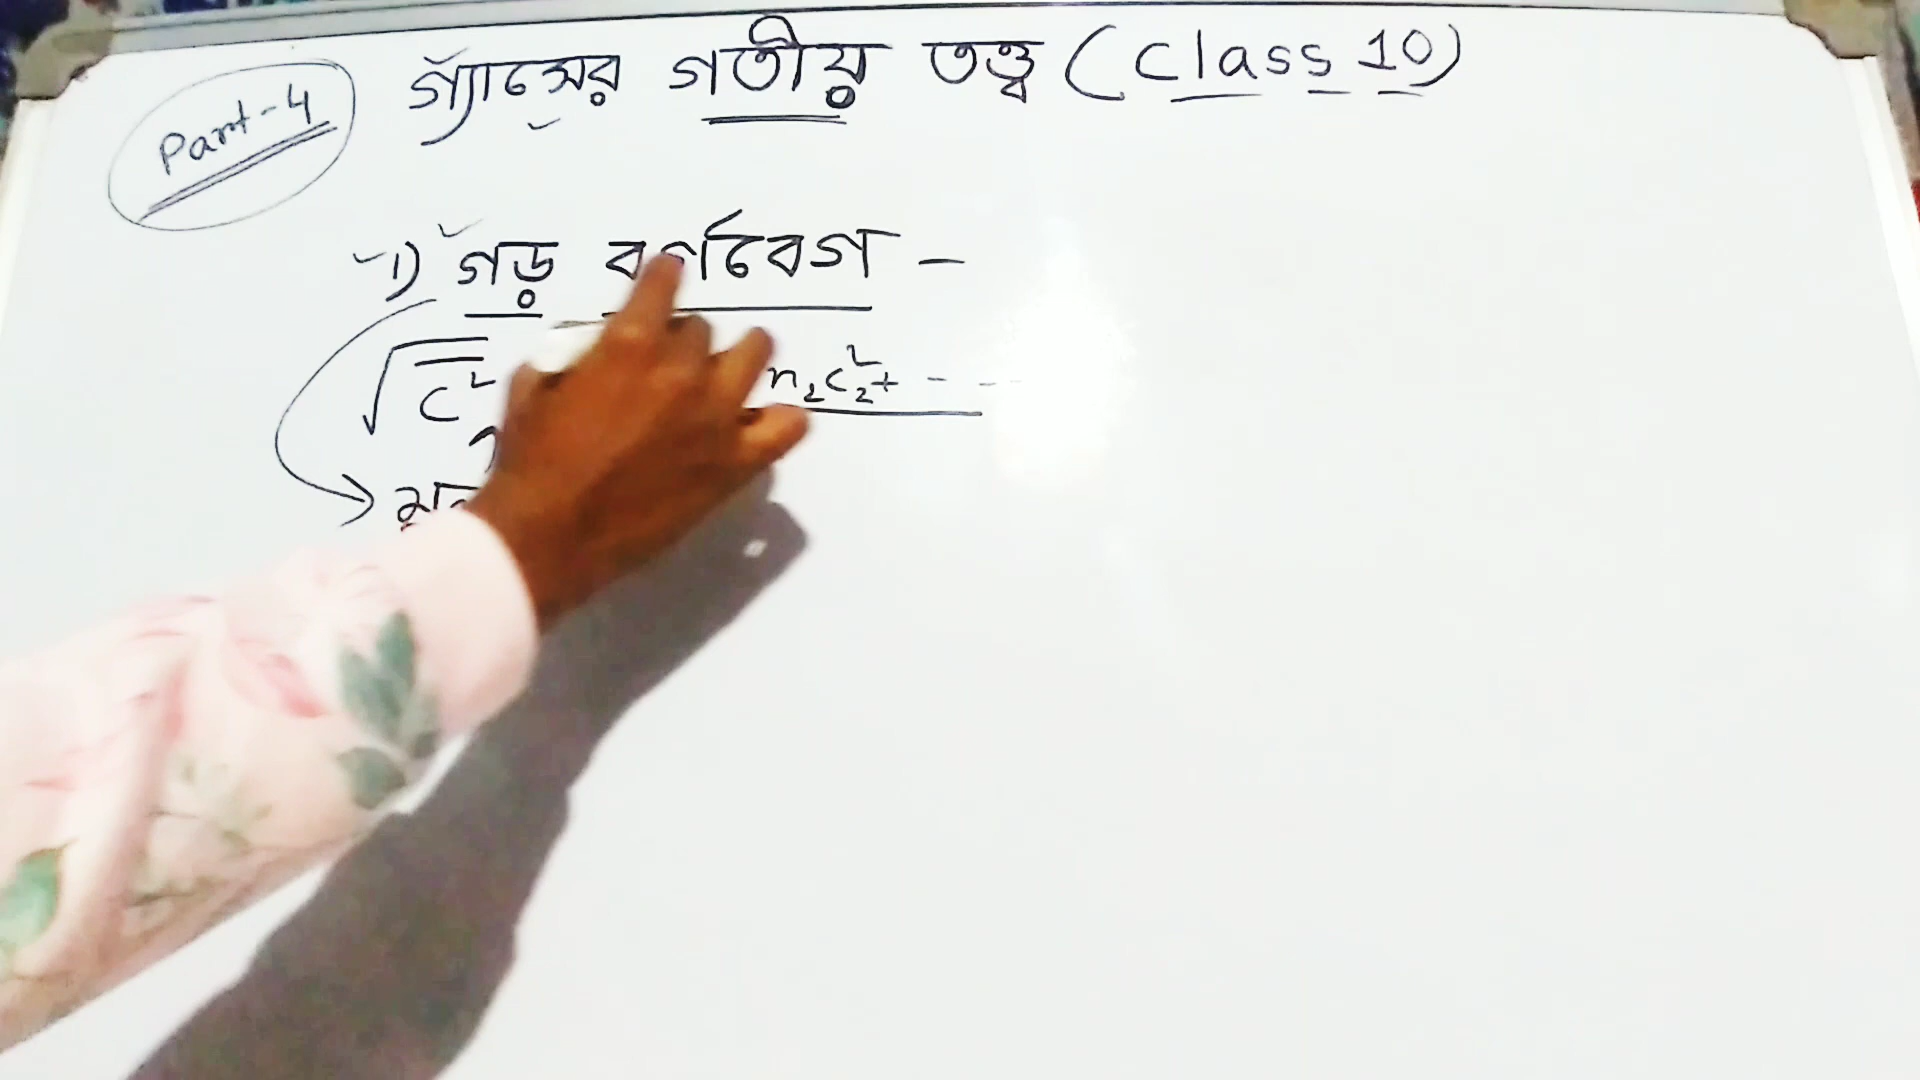 গ্যাসের গতীয় তত্ত্ব (Class 10)
Part-4
1) গড় বর্গবেগ -
√C² n₂c₂²+ - -